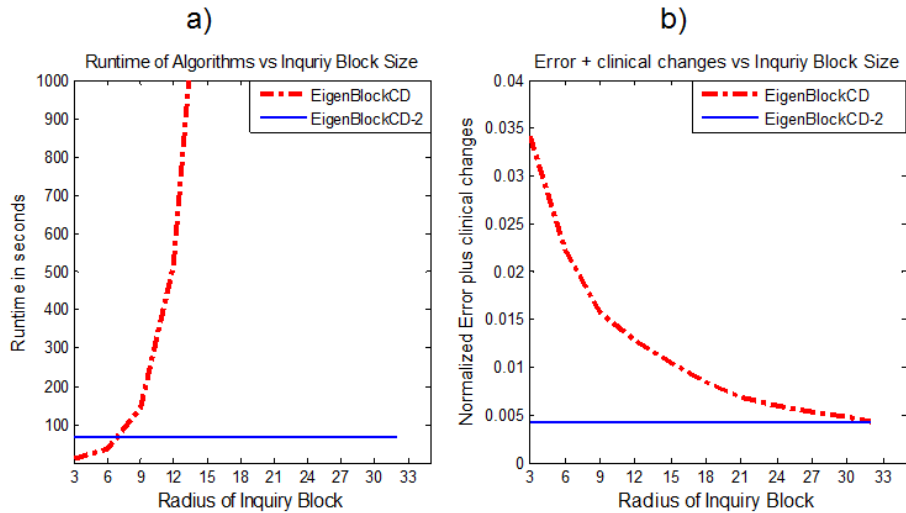 a)
Runtime of Algorithms vs Inquriy Block Size
1000
900
800
700
600
500
400
300
200
100
3 6 9 12 15 18 21 24 27 30 33
Runtime in seconds
Radius of Inquiry Block
EigenBlockCD
EigenBlockCD-2
b)
Error + clinical changes vs Inquriy Block Size
0.04
0.035
0.03
0.025
0.02
0.015
0.01
0.005
0
3 6 9 12 15 18 21 24 27 30 33
Normalized Error plus clinical changes
Radius of Inquiry Block
EigenBlockCD
EigenBlockCD-2